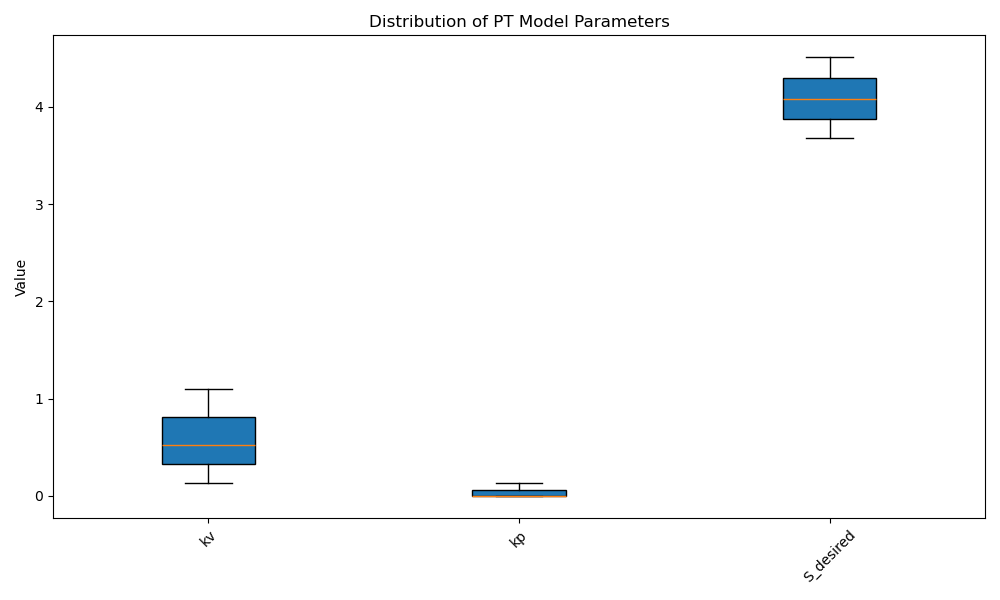 Distribution of PT Model Parameters
4
3
2
1
0
Value
kv
kp
S_desired